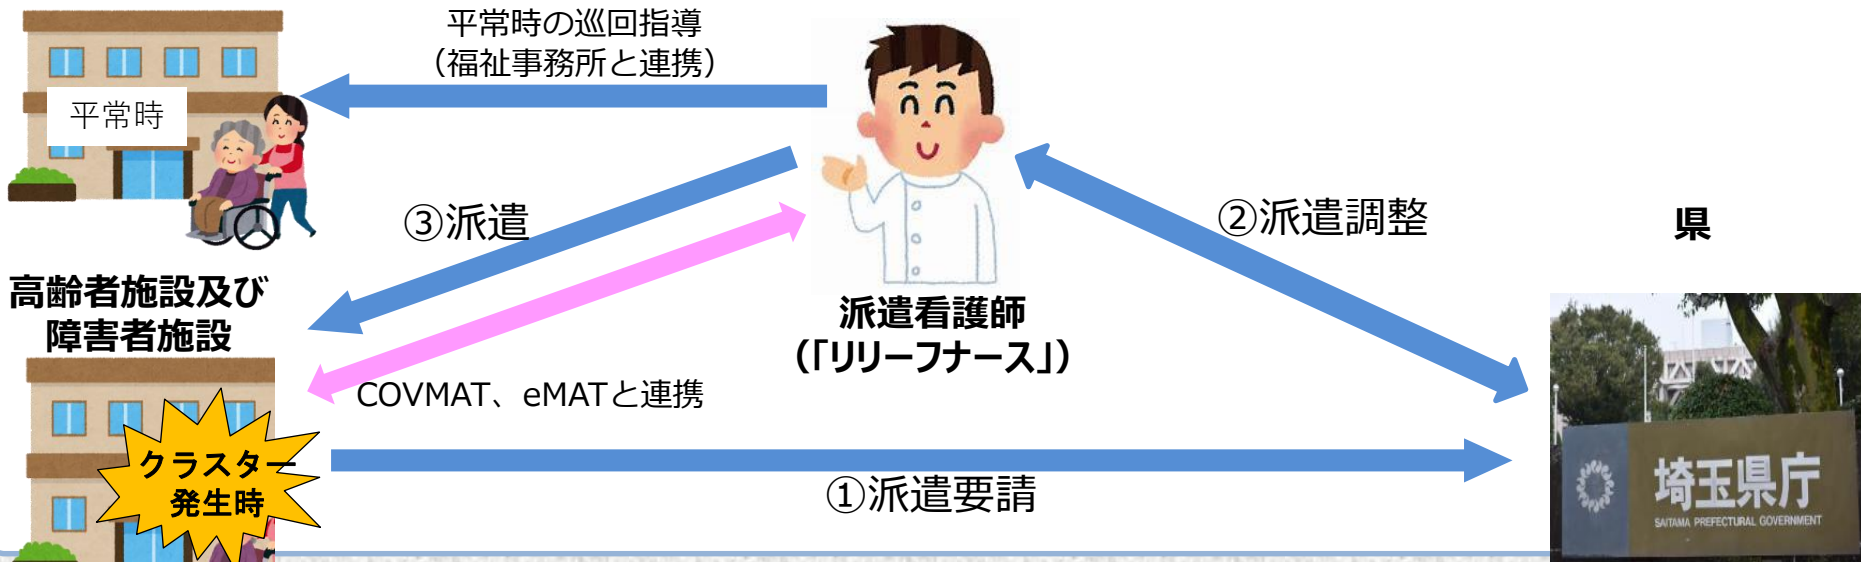 平常時の巡回指導
（福祉事務所と連携）
平常時
③派遣
②派遣調整
県
高齢者施設及び
障害者施設
派遣看護師
（「リリーフナース」）
COVMAT、eMATと連携
クラスター
発生時
①派遣要請
埼玉県庁
SAITAMA PREFECTURAL GOVERNMENT